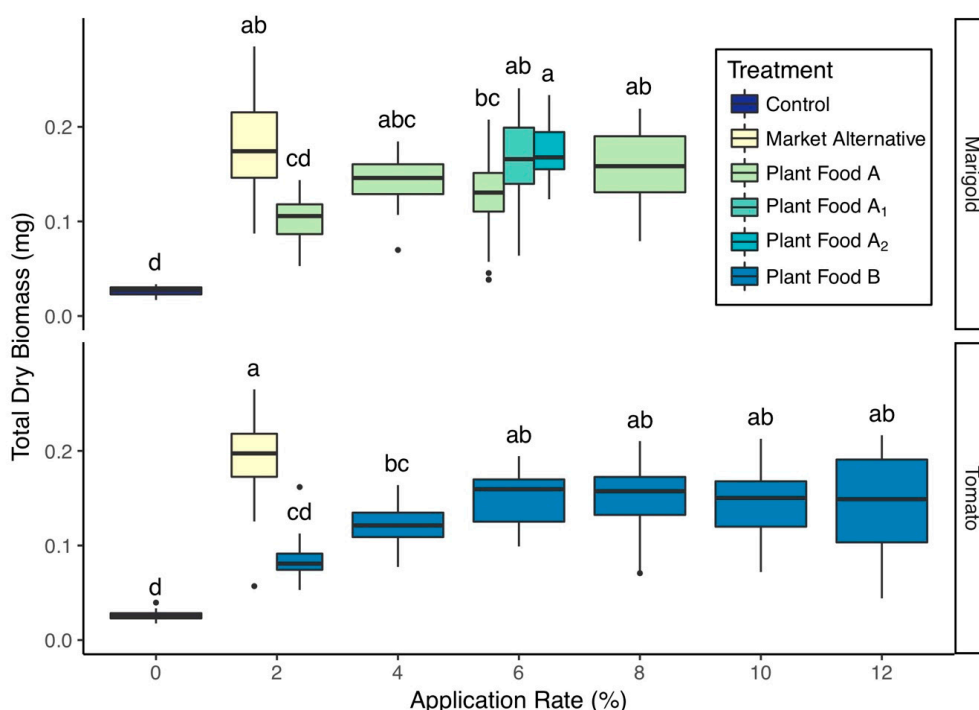 Total Dry Biomass (mg)
0.2
0.1
0.0
d
ab
cd
abc
bc
ab
a
ab
Treatment
Control
Market Alternative
Plant Food A
Plant Food A₁
Plant Food A₂
Plant Food B
Marigold
0.2
0.1
0.0
d
a
cd
bc
ab
ab
ab
ab
Tomato
0 2 4 6 8 10 12
Application Rate (%)